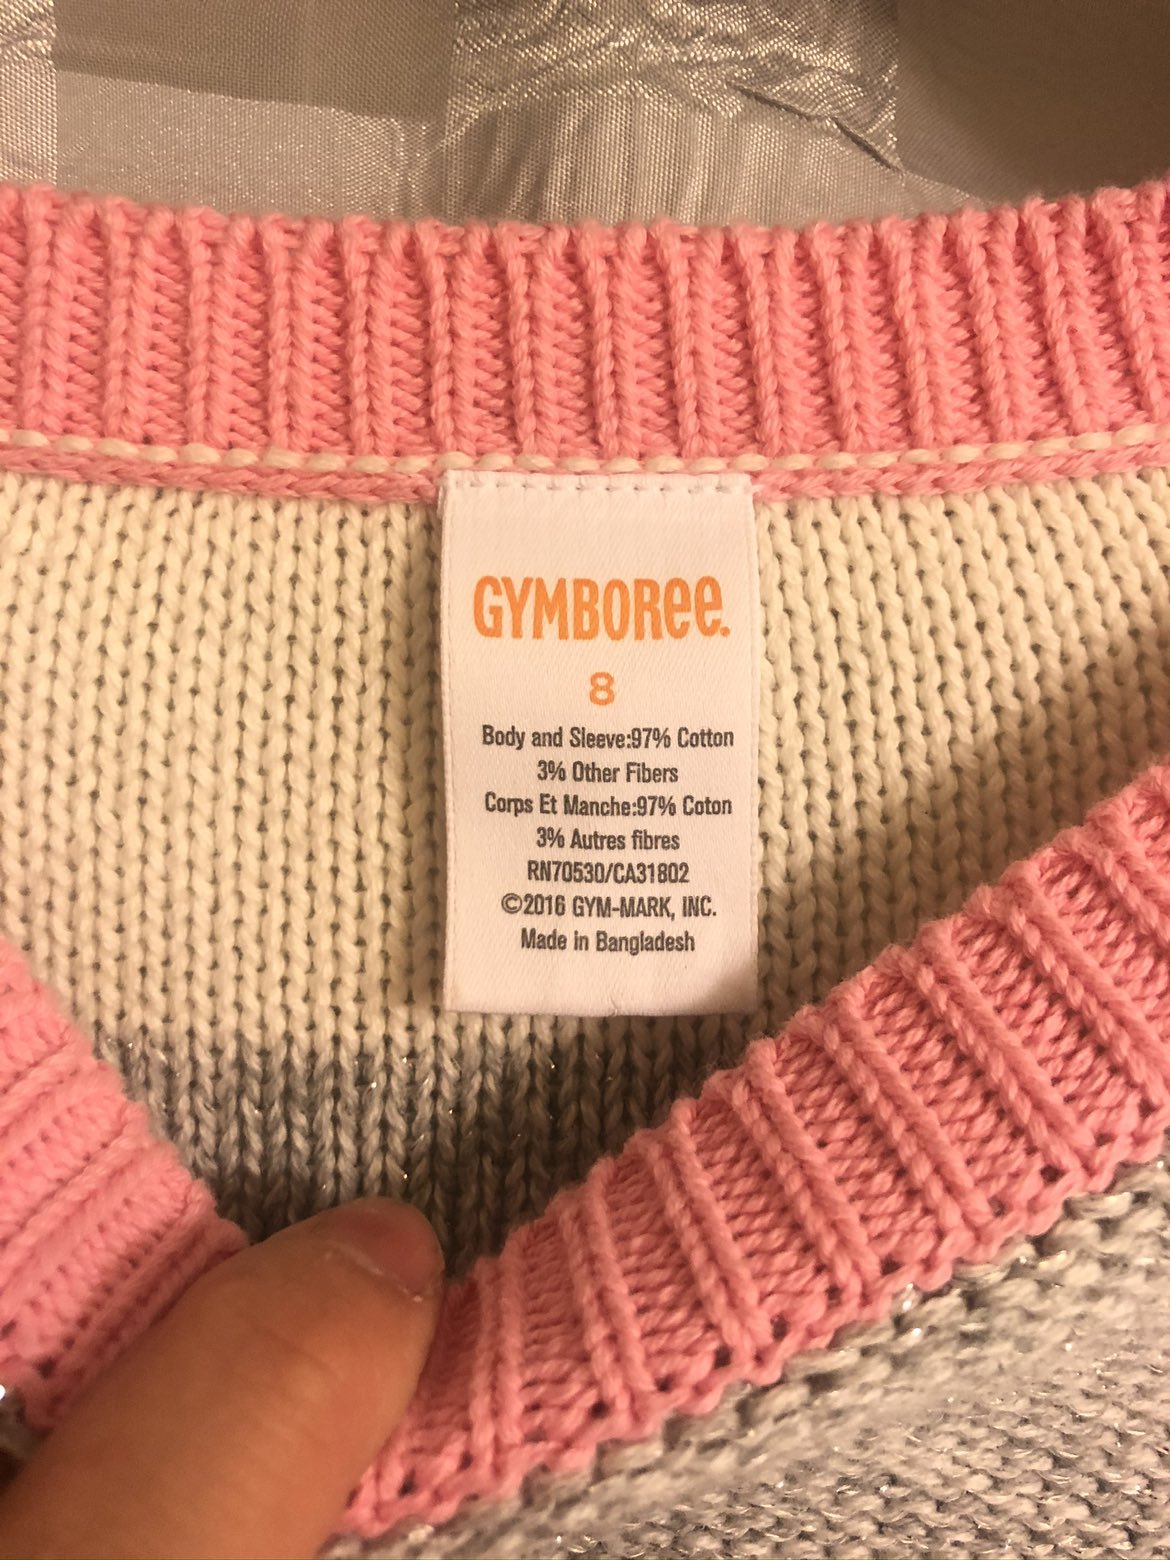 GYMBORee.
8
Body and Sleeve:97% Cotton
3% Other Fibers
Corps Et Manche:97% Coton
3% Autres fibres
RN70530/CA31802
©2016 GYM-MARK, INC.
Made in Bangladesh